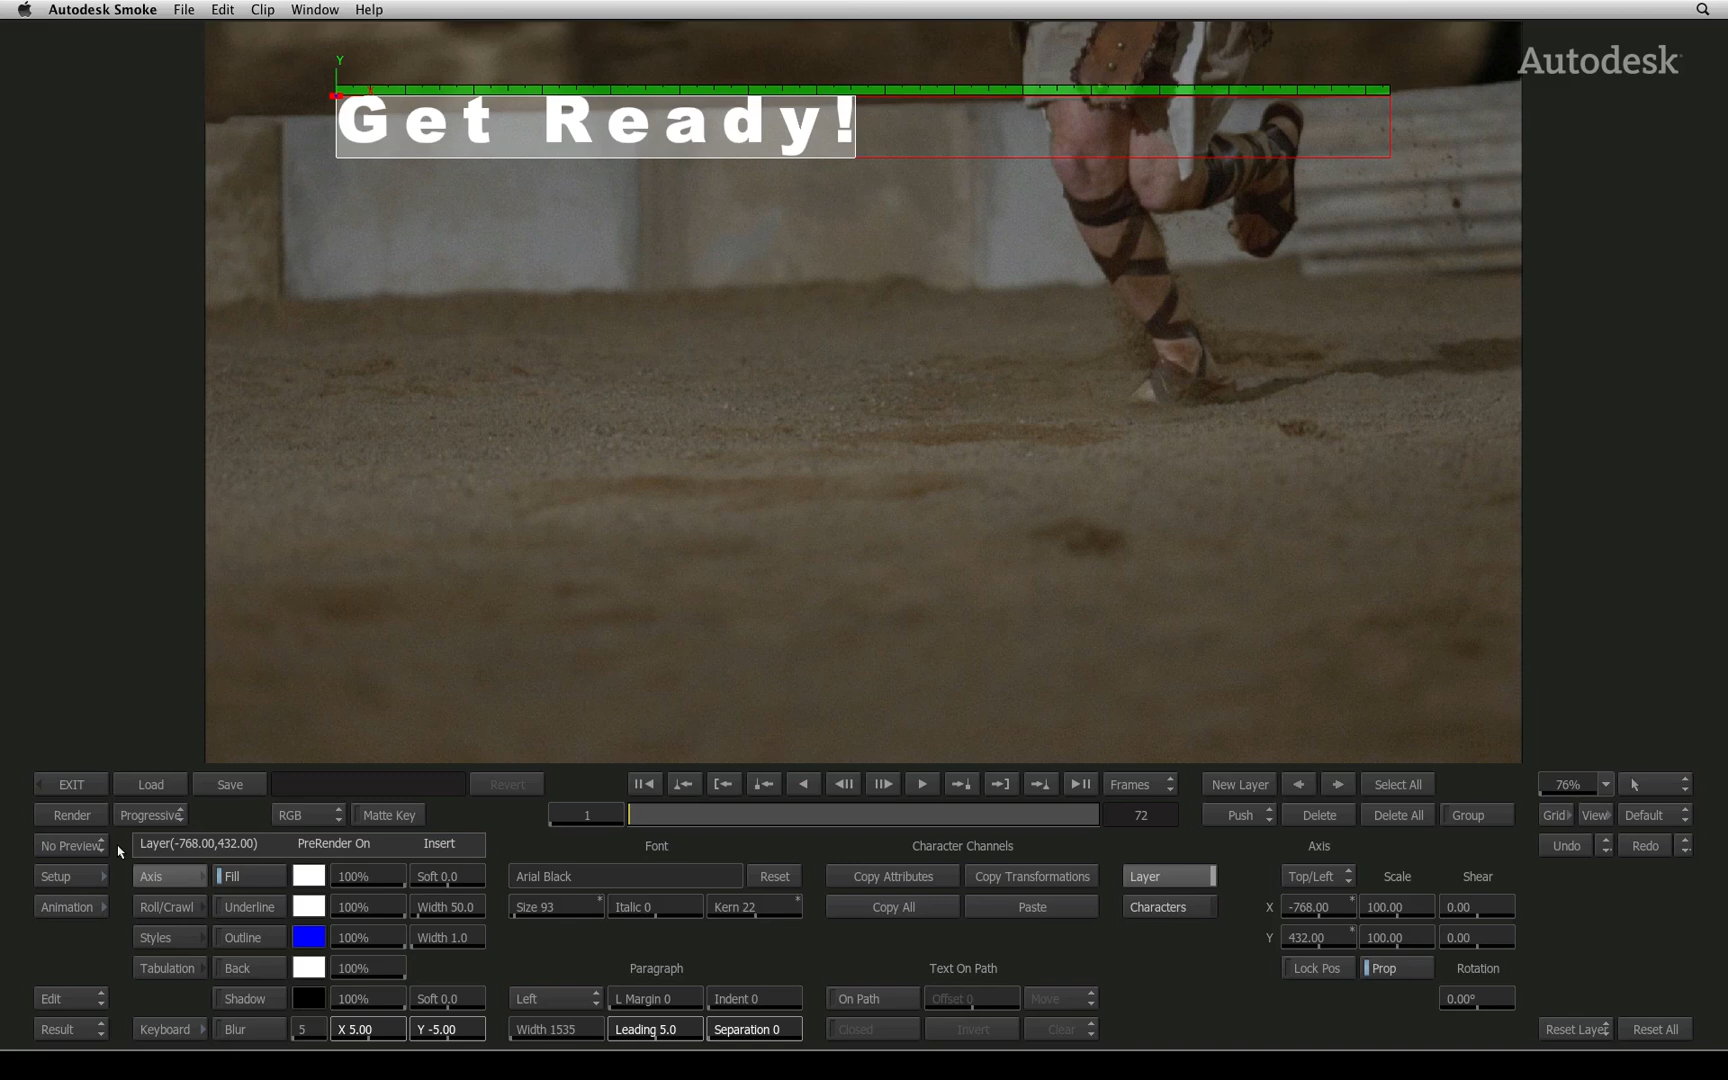 Autodesk Smoke File Edit Clip Window Help
Autodesk
Y
x
Get Ready!
EXIT Load Save Revert Frames New Layer Select All 76%
Render Progressive RGB Matte Key 1 72 Push Delete Delete All Group Grid View Default
No Preview Layer(-768.00,432.00) PreRender On Insert Font Character Channels Axis Undo Redo
Setup Axis Fill 100% Soft 0.0 Arial Black Reset Copy Attributes Copy Transformations Layer Top/Left Scale Shear
Animation Roll/Crawl Underline 100% Width 50.0 Size 93 * Italic 0 Kern 22 * Copy All Paste Characters X -768.00 * 100.00 0.00
Styles Outline 100% Width 1.0 Y 432.00 * 100.00 0.00
Tabulation Back 100% Paragraph Text On Path Lock Pos Prop Rotation
Edit Shadow 100% Soft 0.0 Left L Margin 0 Indent 0 On Path Offset 0 Move 0.00°
Result Keyboard Blur 5 X 5.00 Y -5.00 Width 1535 Leading 5.0 Separation 0 Closed Invert Clear Reset Layer Reset All